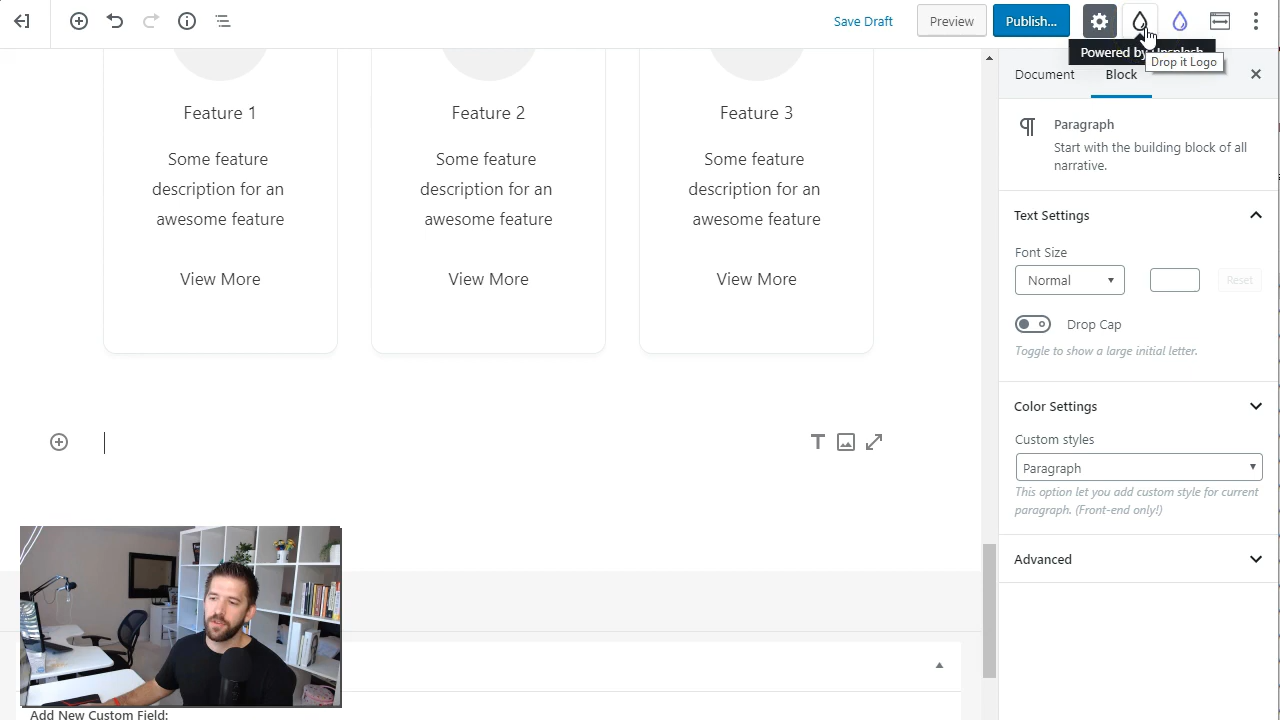 Save Draft
Preview
Publish...
Powered by Unsplash
Drop it Logo
Document
Block
Paragraph
Start with the building block of all
narrative.
Text Settings
Font Size
Normal
Reset
Drop Cap
Toggle to show a large initial letter.
Color Settings
Custom styles
Paragraph
This option let you add custom style for current
paragraph. (Front-end only!)
Advanced
Feature 1
Some feature
description for an
awesome feature
View More
Feature 2
Some feature
description for an
awesome feature
View More
Feature 3
Some feature
description for an
awesome feature
View More
Add New Custom Field: